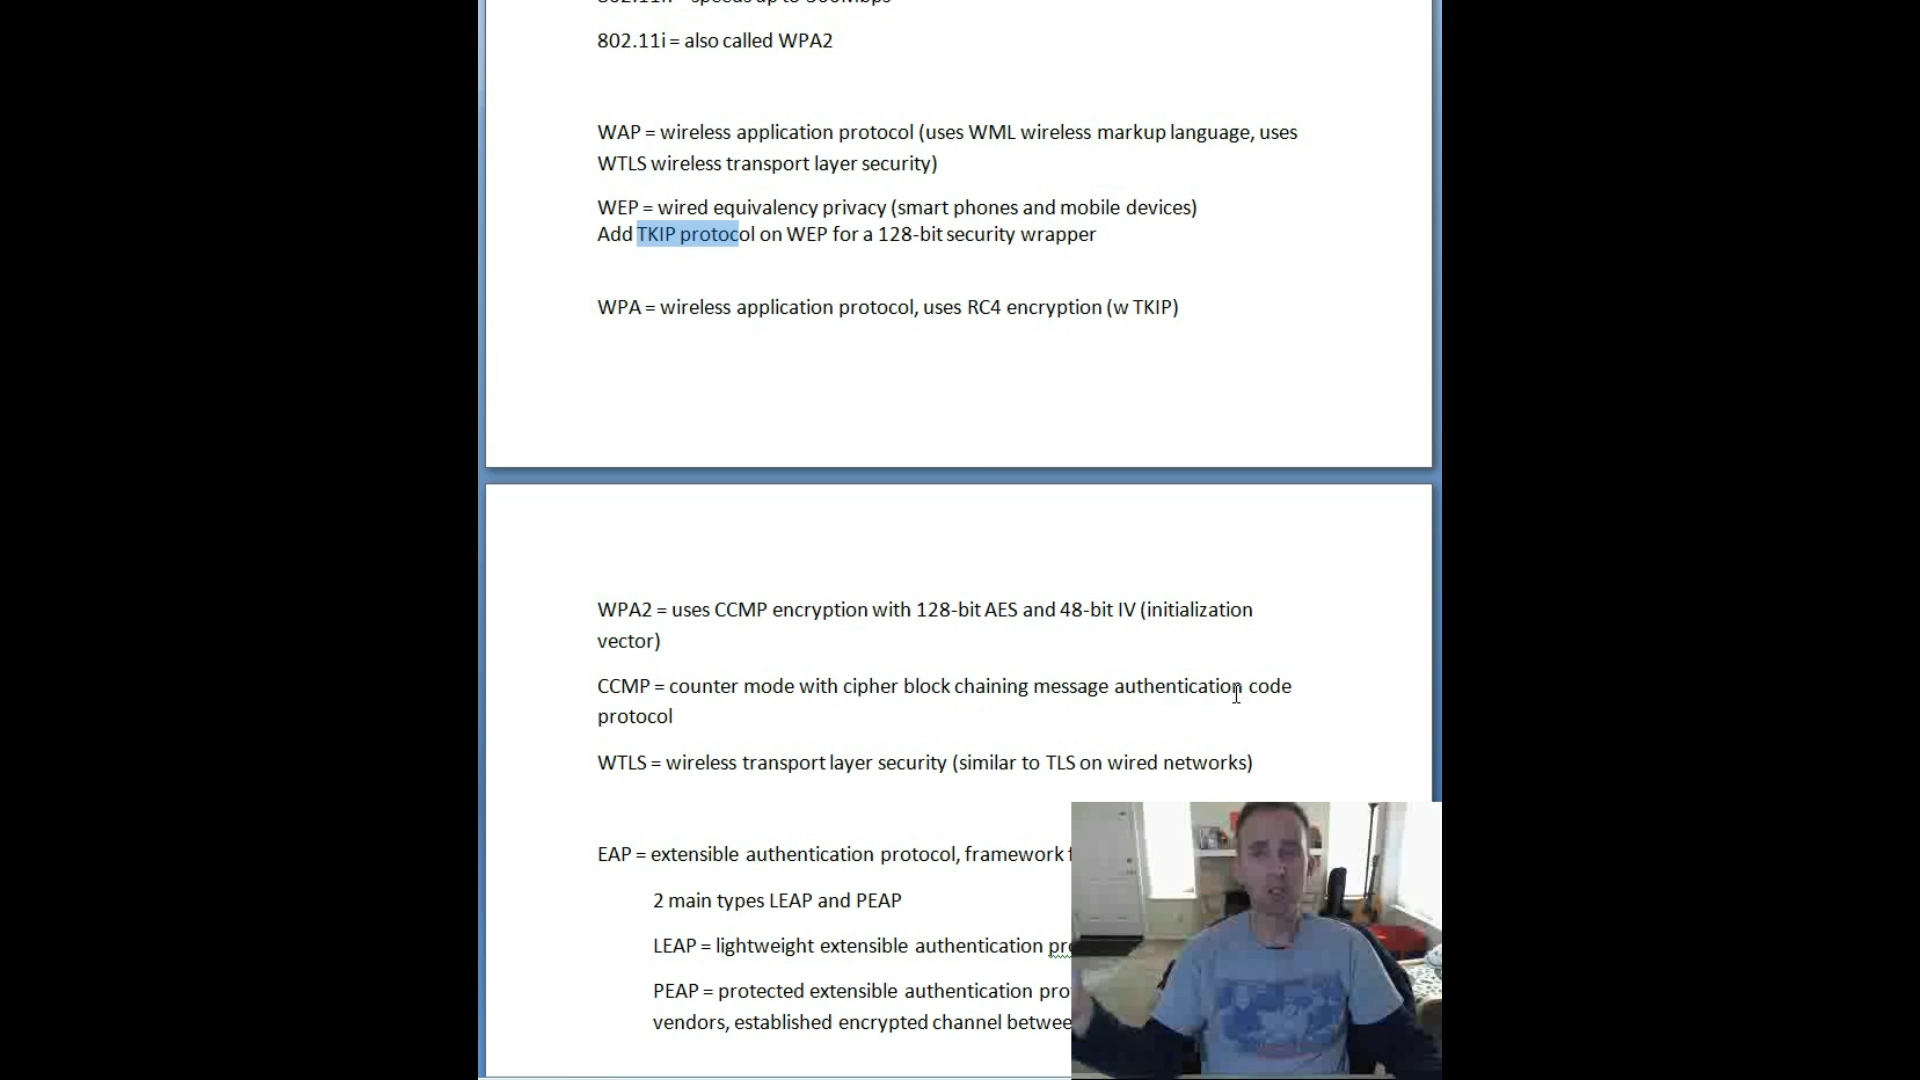 802.11i = also called WPA2
WAP = wireless application protocol (uses WML wireless markup language, uses
WTLS wireless transport layer security)
WEP = wired equivalency privacy (smart phones and mobile devices)
Add TKIP protocol on WEP for a 128-bit security wrapper
WPA = wireless application protocol, uses RC4 encryption (w TKIP)
WPA2 = uses CCMP encryption with 128-bit AES and 48-bit IV (initialization
vector)
CCMP = counter mode with cipher block chaining message authentication code
protocol
WTLS = wireless transport layer security (similar to TLS on wired networks)
EAP = extensible authentication protocol, framework
2 main types LEAP and PEAP
LEAP = lightweight extensible authentication
PEAP = protected extensible authentication
vendors, established encrypted channel